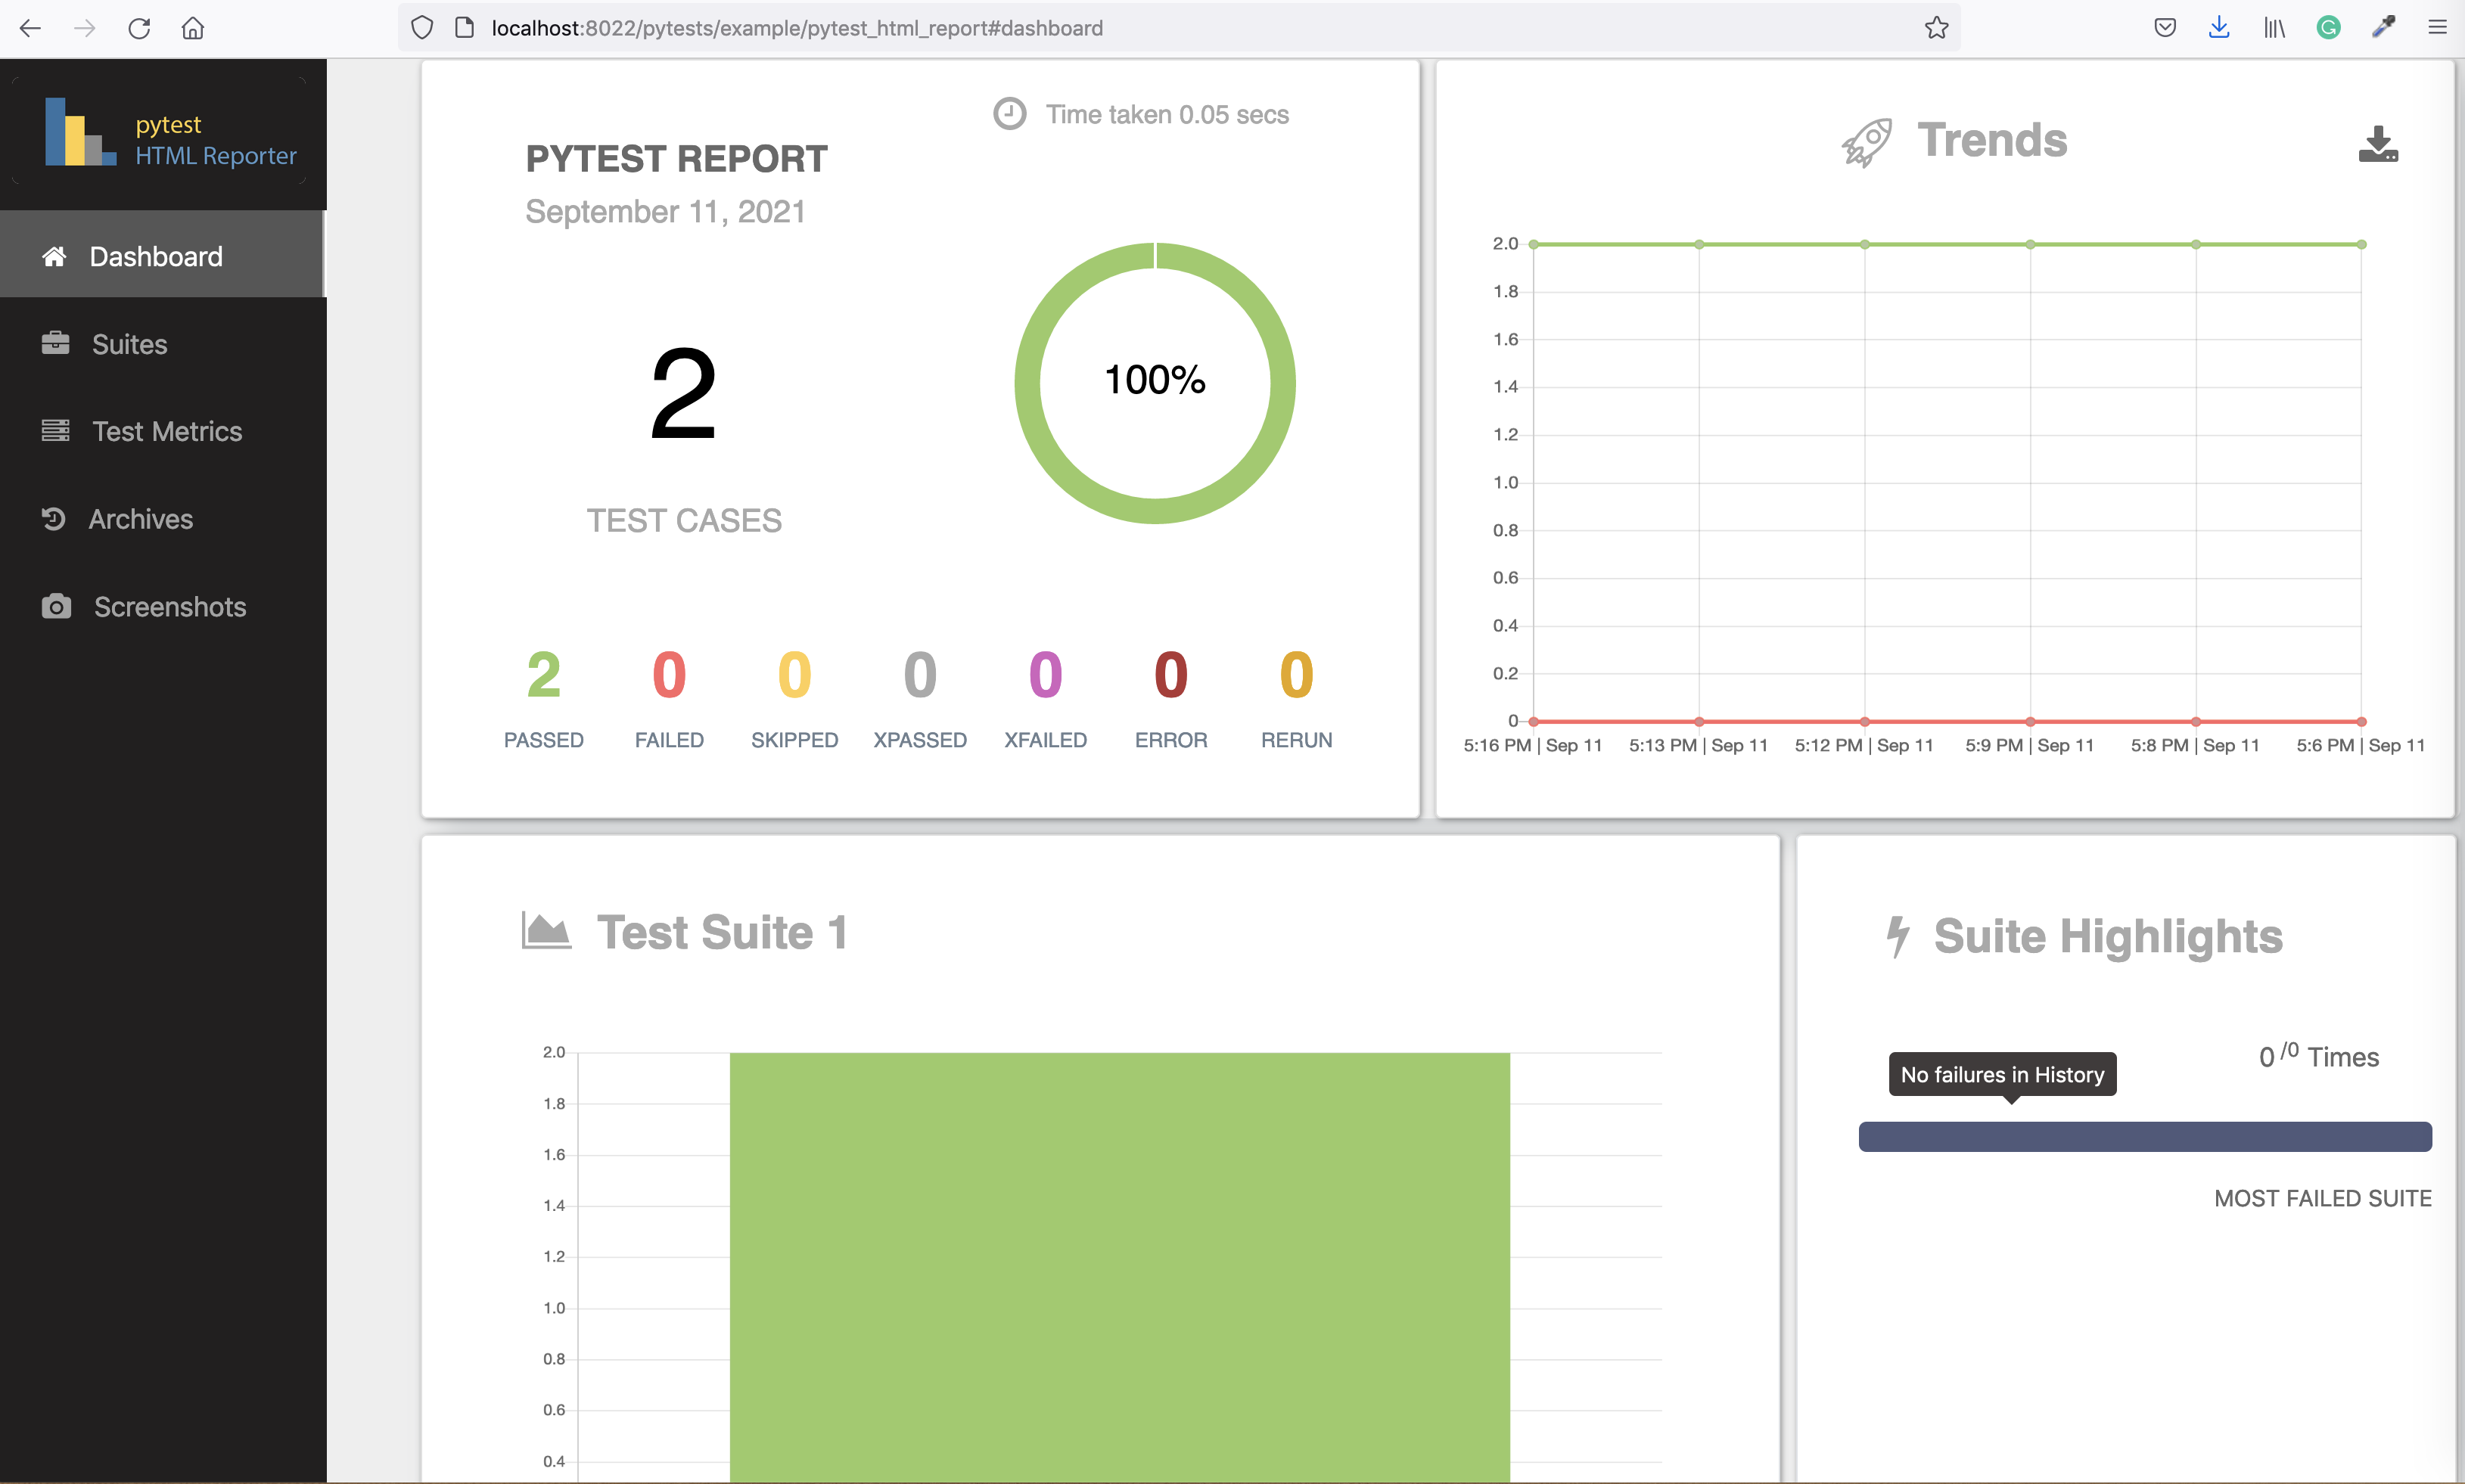 localhost:8022/pytests/example/pytest_html_report#dashboard
pytest
HTML Reporter
Dashboard
Suites
Test Metrics
Archives
Screenshots
Time taken 0.05 secs
PYTEST REPORT
September 11, 2021
2
TEST CASES
100%
2 0 0 0 0 0 0
PASSED FAILED SKIPPED XPASSED XFAILED ERROR RERUN
Trends
2.0
1.8
1.6
1.4
1.2
1.0
0.8
0.6
0.4
0.2
0
5:16 PM | Sep 11 5:13 PM | Sep 11 5:12 PM | Sep 11 5:9 PM | Sep 11 5:8 PM | Sep 11 5:6 PM | Sep 11
Test Suite 1
2.0
1.8
1.6
1.4
1.2
1.0
0.8
0.6
0.4
Suite Highlights
0 /0 Times
No failures in History
MOST FAILED SUITE